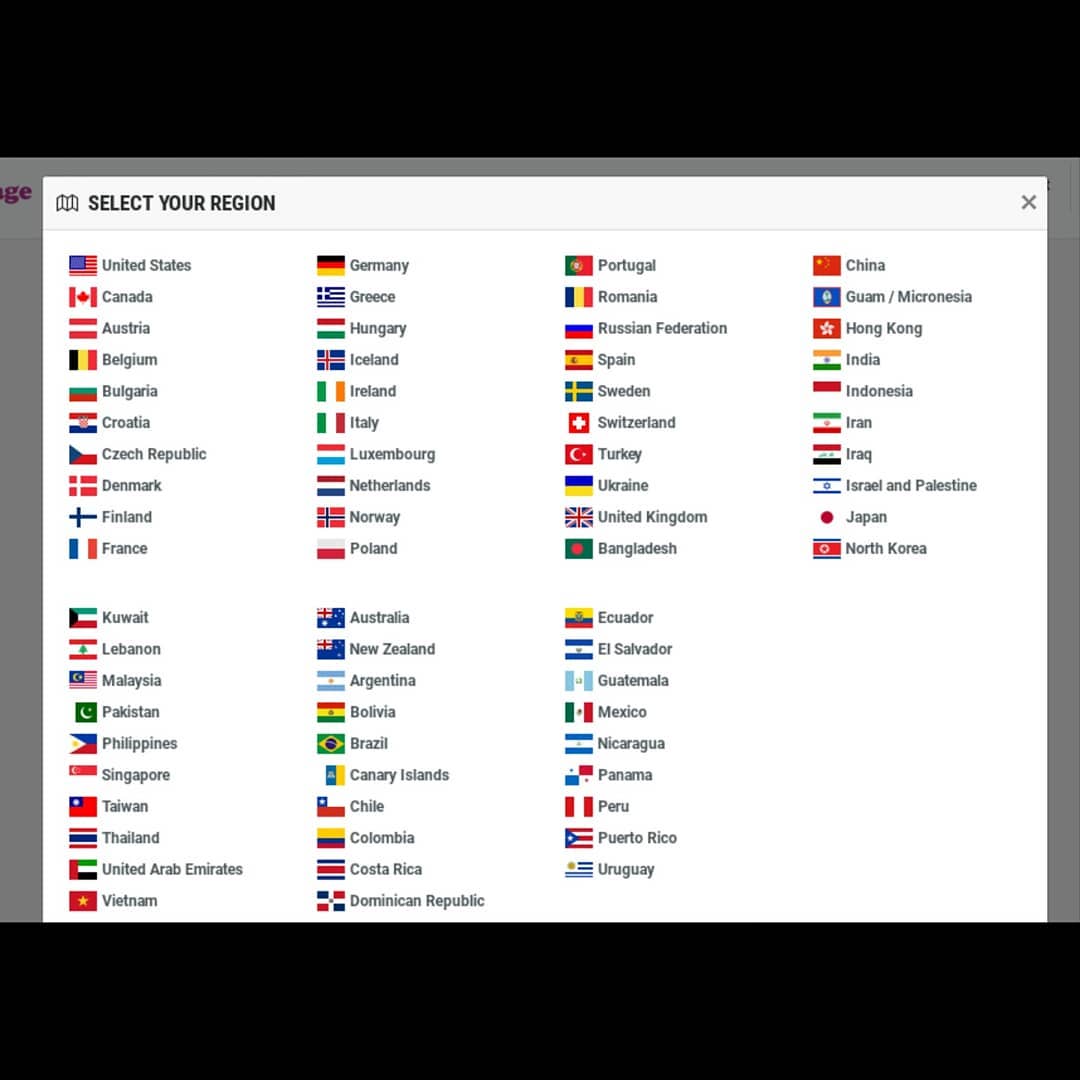 age
SELECT YOUR REGION
United States
Canada
Austria
Belgium
Bulgaria
Croatia
Czech Republic
Denmark
Finland
France
Germany
Greece
Hungary
Iceland
Ireland
Italy
Luxembourg
Netherlands
Norway
Poland
Portugal
Romania
Russian Federation
Spain
Sweden
Switzerland
Turkey
Ukraine
United Kingdom
Bangladesh
China
Guam / Micronesia
Hong Kong
India
Indonesia
Iran
Iraq
Israel and Palestine
Japan
North Korea
Kuwait
Lebanon
Malaysia
Pakistan
Philippines
Singapore
Taiwan
Thailand
United Arab Emirates
Vietnam
Australia
New Zealand
Argentina
Bolivia
Brazil
Canary Islands
Chile
Colombia
Costa Rica
Dominican Republic
Ecuador
El Salvador
Guatemala
Mexico
Nicaragua
Panama
Peru
Puerto Rico
Uruguay